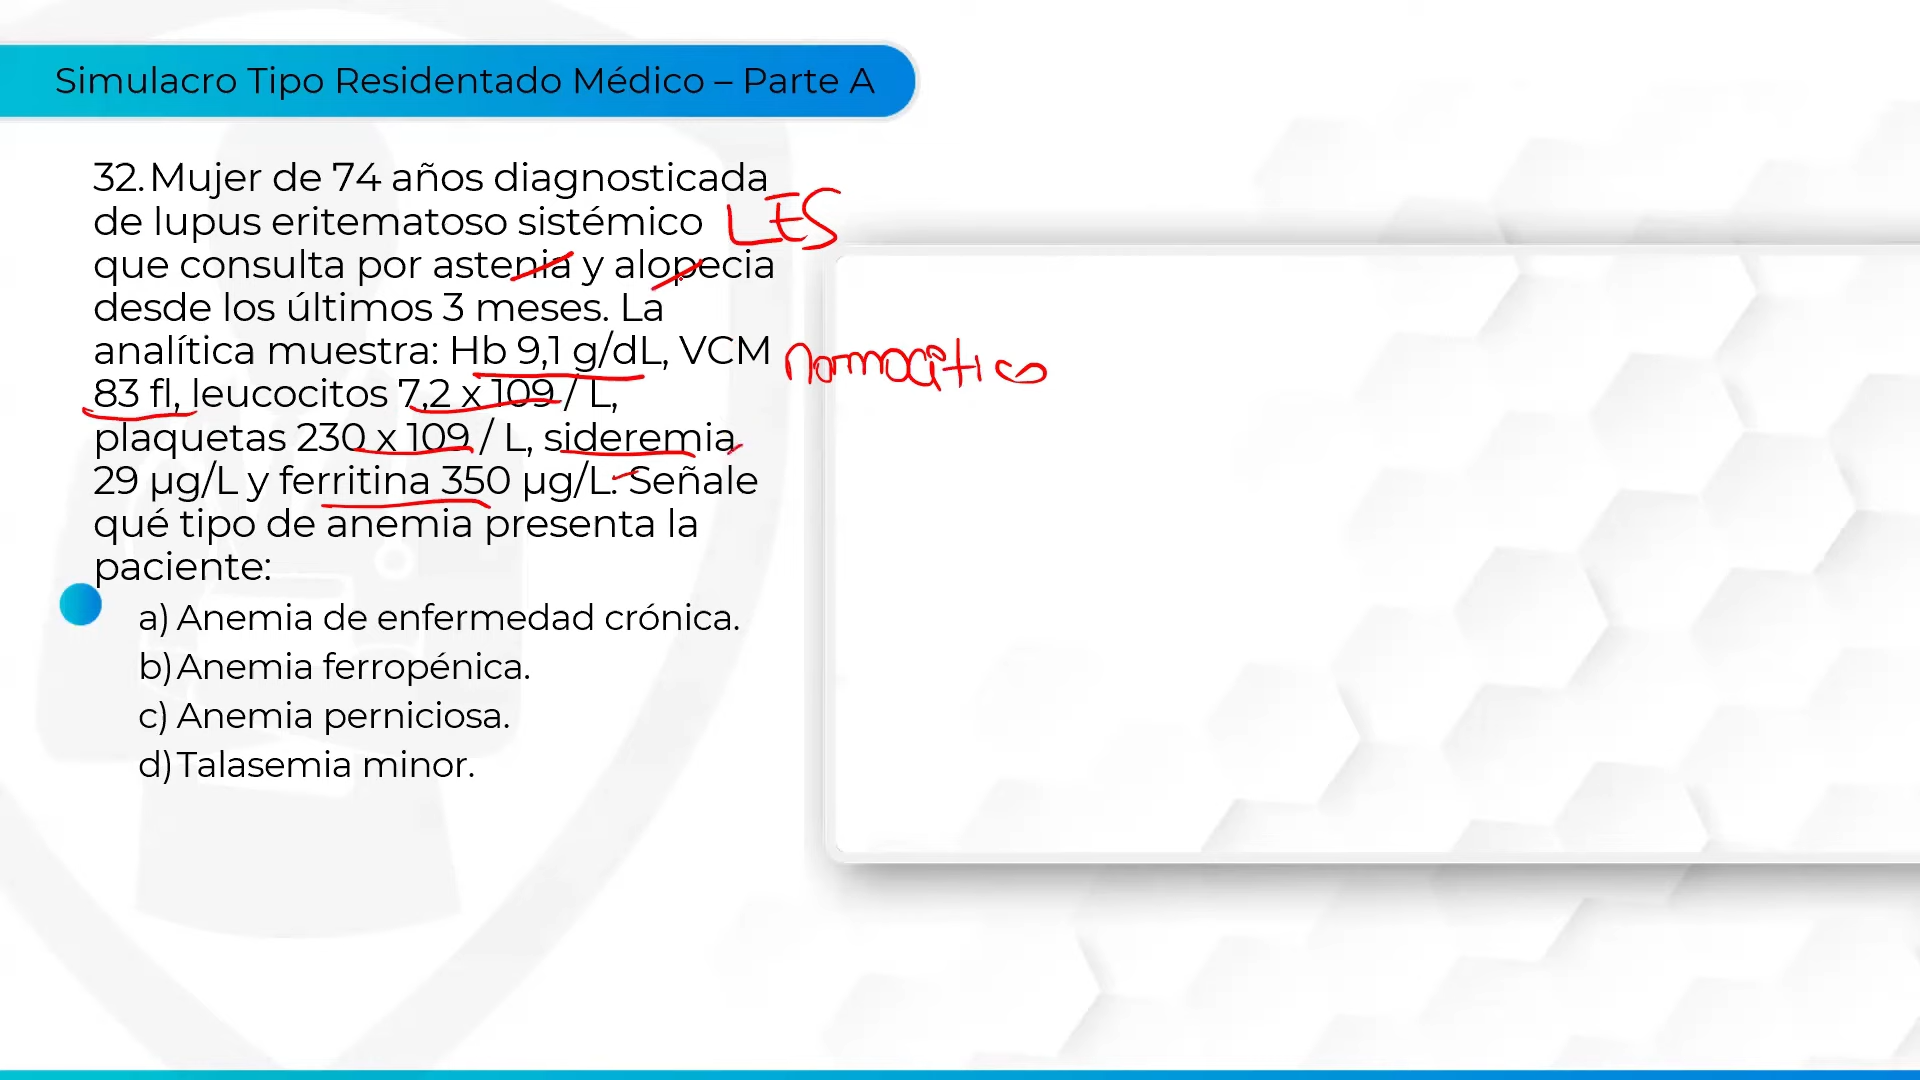 Simulacro Tipo Residentado Médico – Parte A
32. Mujer de 74 años diagnosticada
de lupus eritematoso sistémico LES
que consulta por astenia y alopecia
desde los últimos 3 meses. La
analítica muestra: Hb 9,1 g/dL, VCM normocítico
83 fl, leucocitos 7,2 x 109 / L,
plaquetas 230 x 109 / L, sideremia
29 µg/L y ferritina 350 µg/L. Señale
qué tipo de anemia presenta la
paciente:
a) Anemia de enfermedad crónica.
b) Anemia ferropénica.
c) Anemia perniciosa.
d) Talasemia minor.